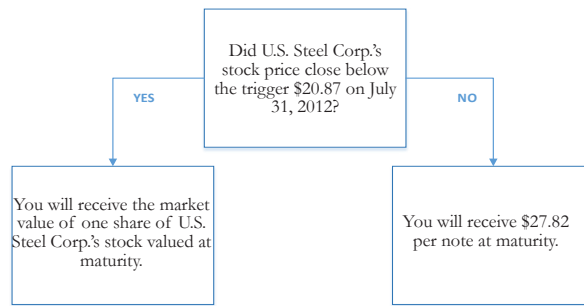 Did U.S. Steel Corp.'s
stock price close below
the trigger $20.87 on July
31, 2012?
YES
NO
You will receive the market
value of one share of U.S.
Steel Corp.'s stock valued at
maturity.
You will receive $27.82
per note at maturity.